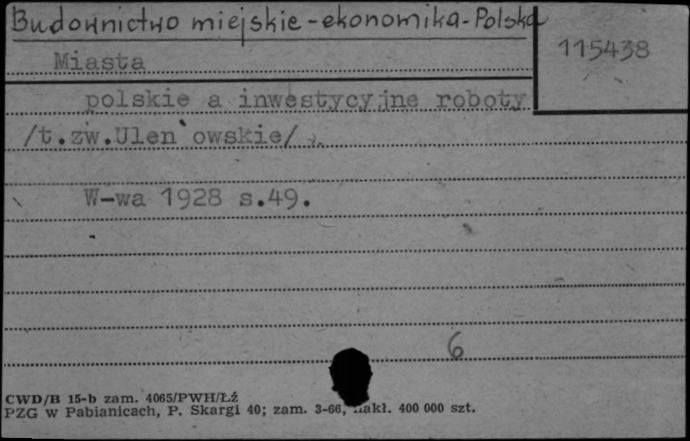 Budownictwo miejskie-ekonomika-Polska
115438
Miasta
polskie a inwestycyjne roboty
/t.zw.Ulen'owskie/.
W-wa 1928 s.49.
6
CWD/B 15-b zam. 4065/PWH/ŁŹ
PZG w Pabianicach, P. Skargi 40; zam. 3-66, nakł. 400 000 szt.